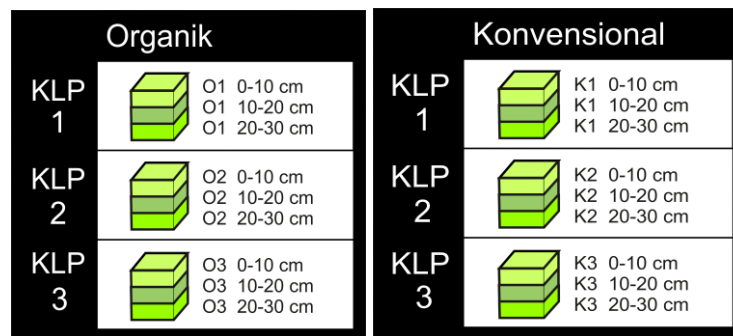 Organik
KLP
1
O1 0-10 cm
O1 10-20 cm
O1 20-30 cm
KLP
2
O2 0-10 cm
O2 10-20 cm
O2 20-30 cm
KLP
3
O3 0-10 cm
O3 10-20 cm
O3 20-30 cm
Konvensional
KLP
1
K1 0-10 cm
K1 10-20 cm
K1 20-30 cm
KLP
2
K2 0-10 cm
K2 10-20 cm
K2 20-30 cm
KLP
3
K3 0-10 cm
K3 10-20 cm
K3 20-30 cm